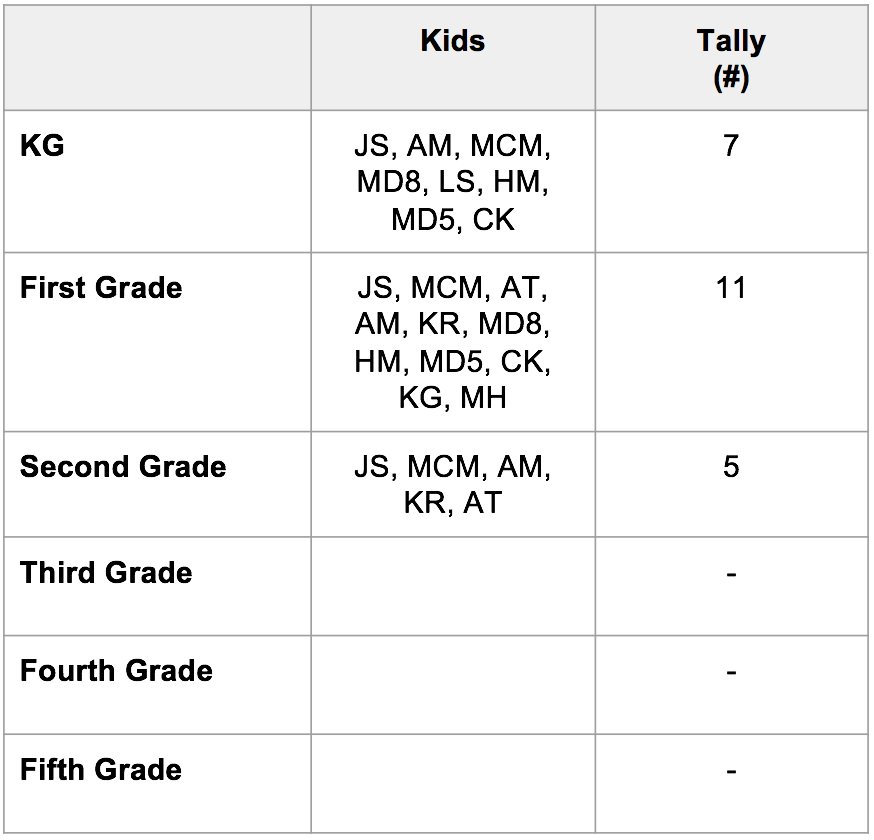 Kids
Tally
(#)
KG
JS, AM, MCM,
MD8, LS, HM,
MD5, CK
7
First Grade
JS, MCM, AT,
AM, KR, MD8,
HM, MD5, CK,
KG, MH
11
Second Grade
JS, MCM, AM,
KR, AT
5
Third Grade
-
Fourth Grade
-
Fifth Grade
-